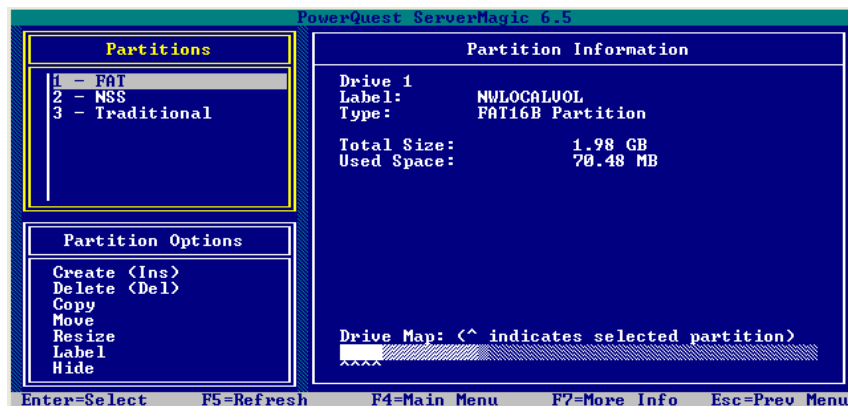 PowerQuest ServerMagic 6.5
Partitions
1 - FAT
2 - NSS
3 - Traditional
Partition Options
Create (Ins)
Delete (Del)
Copy
Move
Resize
Label
Hide
Partition Information
Drive 1
Label: NWLOCALVOL
Type: FAT16B Partition
Total Size: 1.98 GB
Used Space: 70.48 MB
Drive Map: (^ indicates selected partition)
^^^^
Enter=Select F5=Refresh F4=Main Menu F7=More Info Esc=Prev Menu